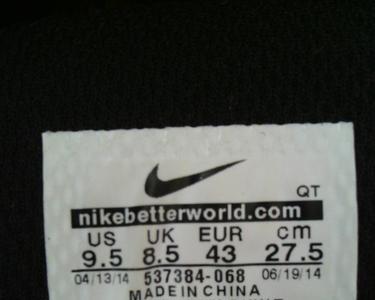 QT
nikebetterworld.com
US UK EUR cm
9.5 8.5 43 27.5
04/13/14 537384-068 06/19/14
MADE IN CHINA